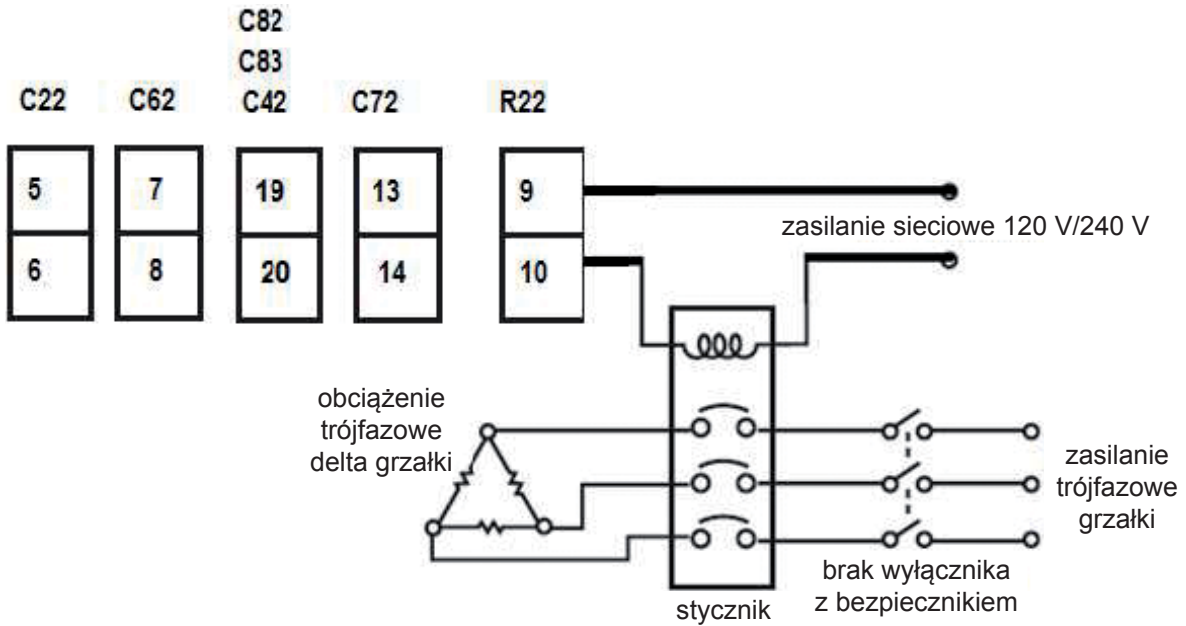 C82
C83
C22 C62 C42 C72 R22
5 7 19 13 9
zasilanie sieciowe 120 V/240 V
6 8 20 14 10
obciążenie
trójfazowe
delta grzałki
zasilanie
trójfazowe
grzałki
brak wyłącznika
z bezpiecznikiem
stycznik